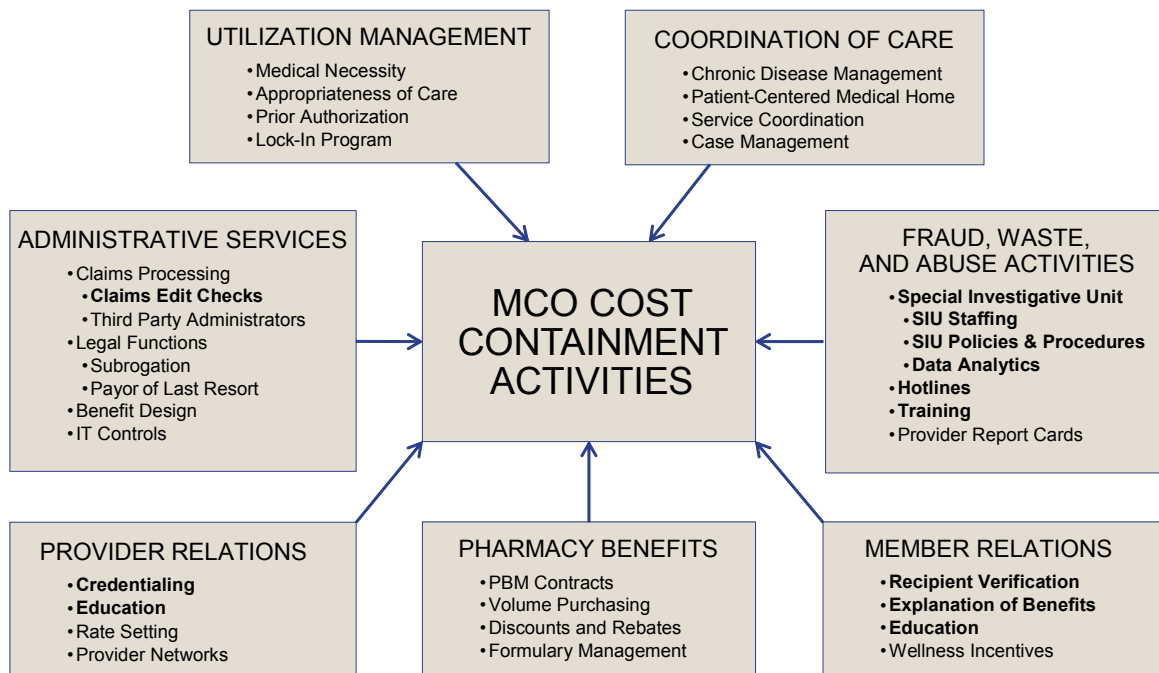 UTILIZATION MANAGEMENT
•Medical Necessity
•Appropriateness of Care
•Prior Authorization
•Lock-In Program
COORDINATION OF CARE
•Chronic Disease Management
•Patient-Centered Medical Home
•Service Coordination
•Case Management
ADMINISTRATIVE SERVICES
•Claims Processing
•Claims Edit Checks
•Third Party Administrators
•Legal Functions
•Subrogation
•Payor of Last Resort
•Benefit Design
•IT Controls
MCO COST
CONTAINMENT
ACTIVITIES
FRAUD, WASTE,
AND ABUSE ACTIVITIES
•Special Investigative Unit
•SIU Staffing
•SIU Policies & Procedures
•Data Analytics
•Hotlines
•Training
•Provider Report Cards
PROVIDER RELATIONS
•Credentialing
•Education
•Rate Setting
•Provider Networks
PHARMACY BENEFITS
•PBM Contracts
•Volume Purchasing
•Discounts and Rebates
•Formulary Management
MEMBER RELATIONS
•Recipient Verification
•Explanation of Benefits
•Education
•Wellness Incentives